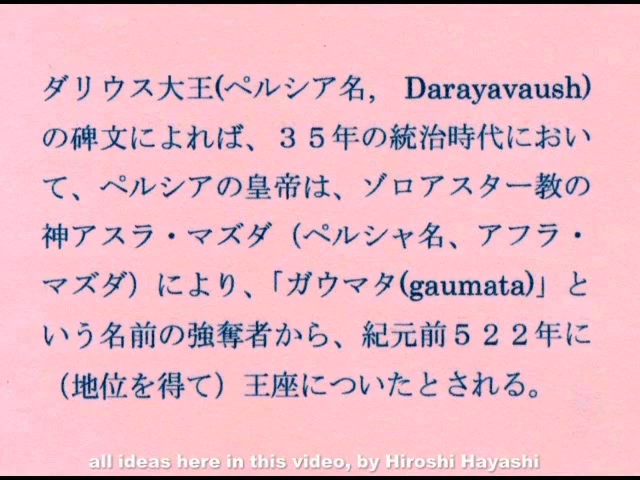 ダリウス大王(ペルシア名, Darayavaush)
の碑文によれば、３５年の統治時代におい
て、ペルシアの皇帝は、ゾロアスター教の
神アスラ・マズダ（ペルシャ名、アフラ・
マズダ）により、「ガウマタ(gaumata)」と
いう名前の強奪者から、紀元前５２２年に
（地位を得て）王座についたとされる。
all ideas here in this video, by Hiroshi Hayashi